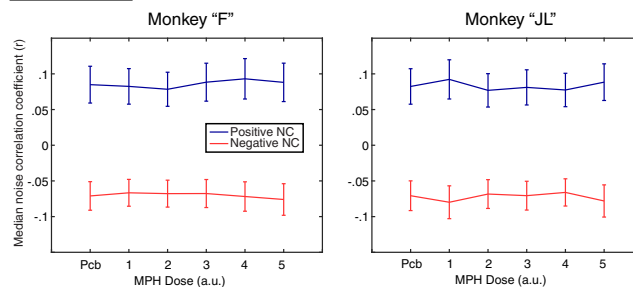 Monkey “F”
Monkey “JL”
Median noise correlation coefficient (r)
.1
.05
0
-.05
-.1
Positive NC
Negative NC
Pcb 1 2 3 4 5
MPH Dose (a.u.)
.1
.05
0
-.05
-.1
Pcb 1 2 3 4 5
MPH Dose (a.u.)